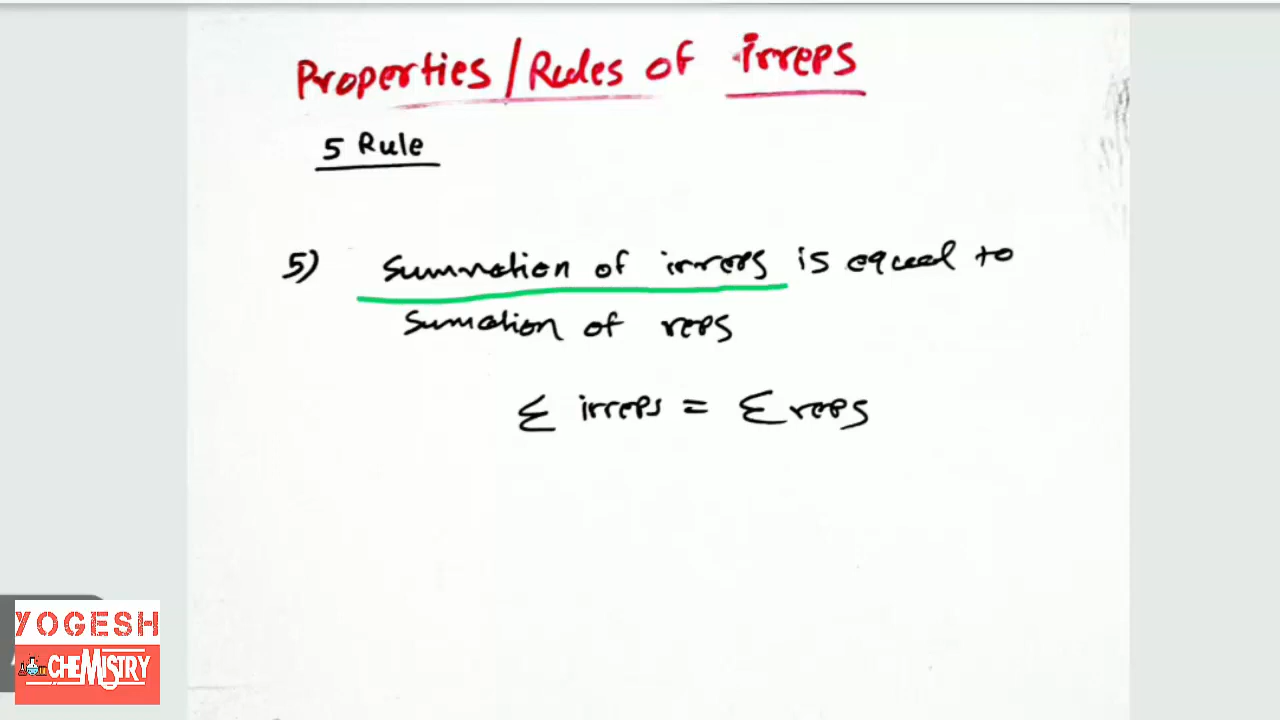 Properties/Rules of irreps
5 Rule
5) Summation of irreps is equal to
Sumation of reps
Σ irreps = Σ reps
YOGESH
CHEMISTRY